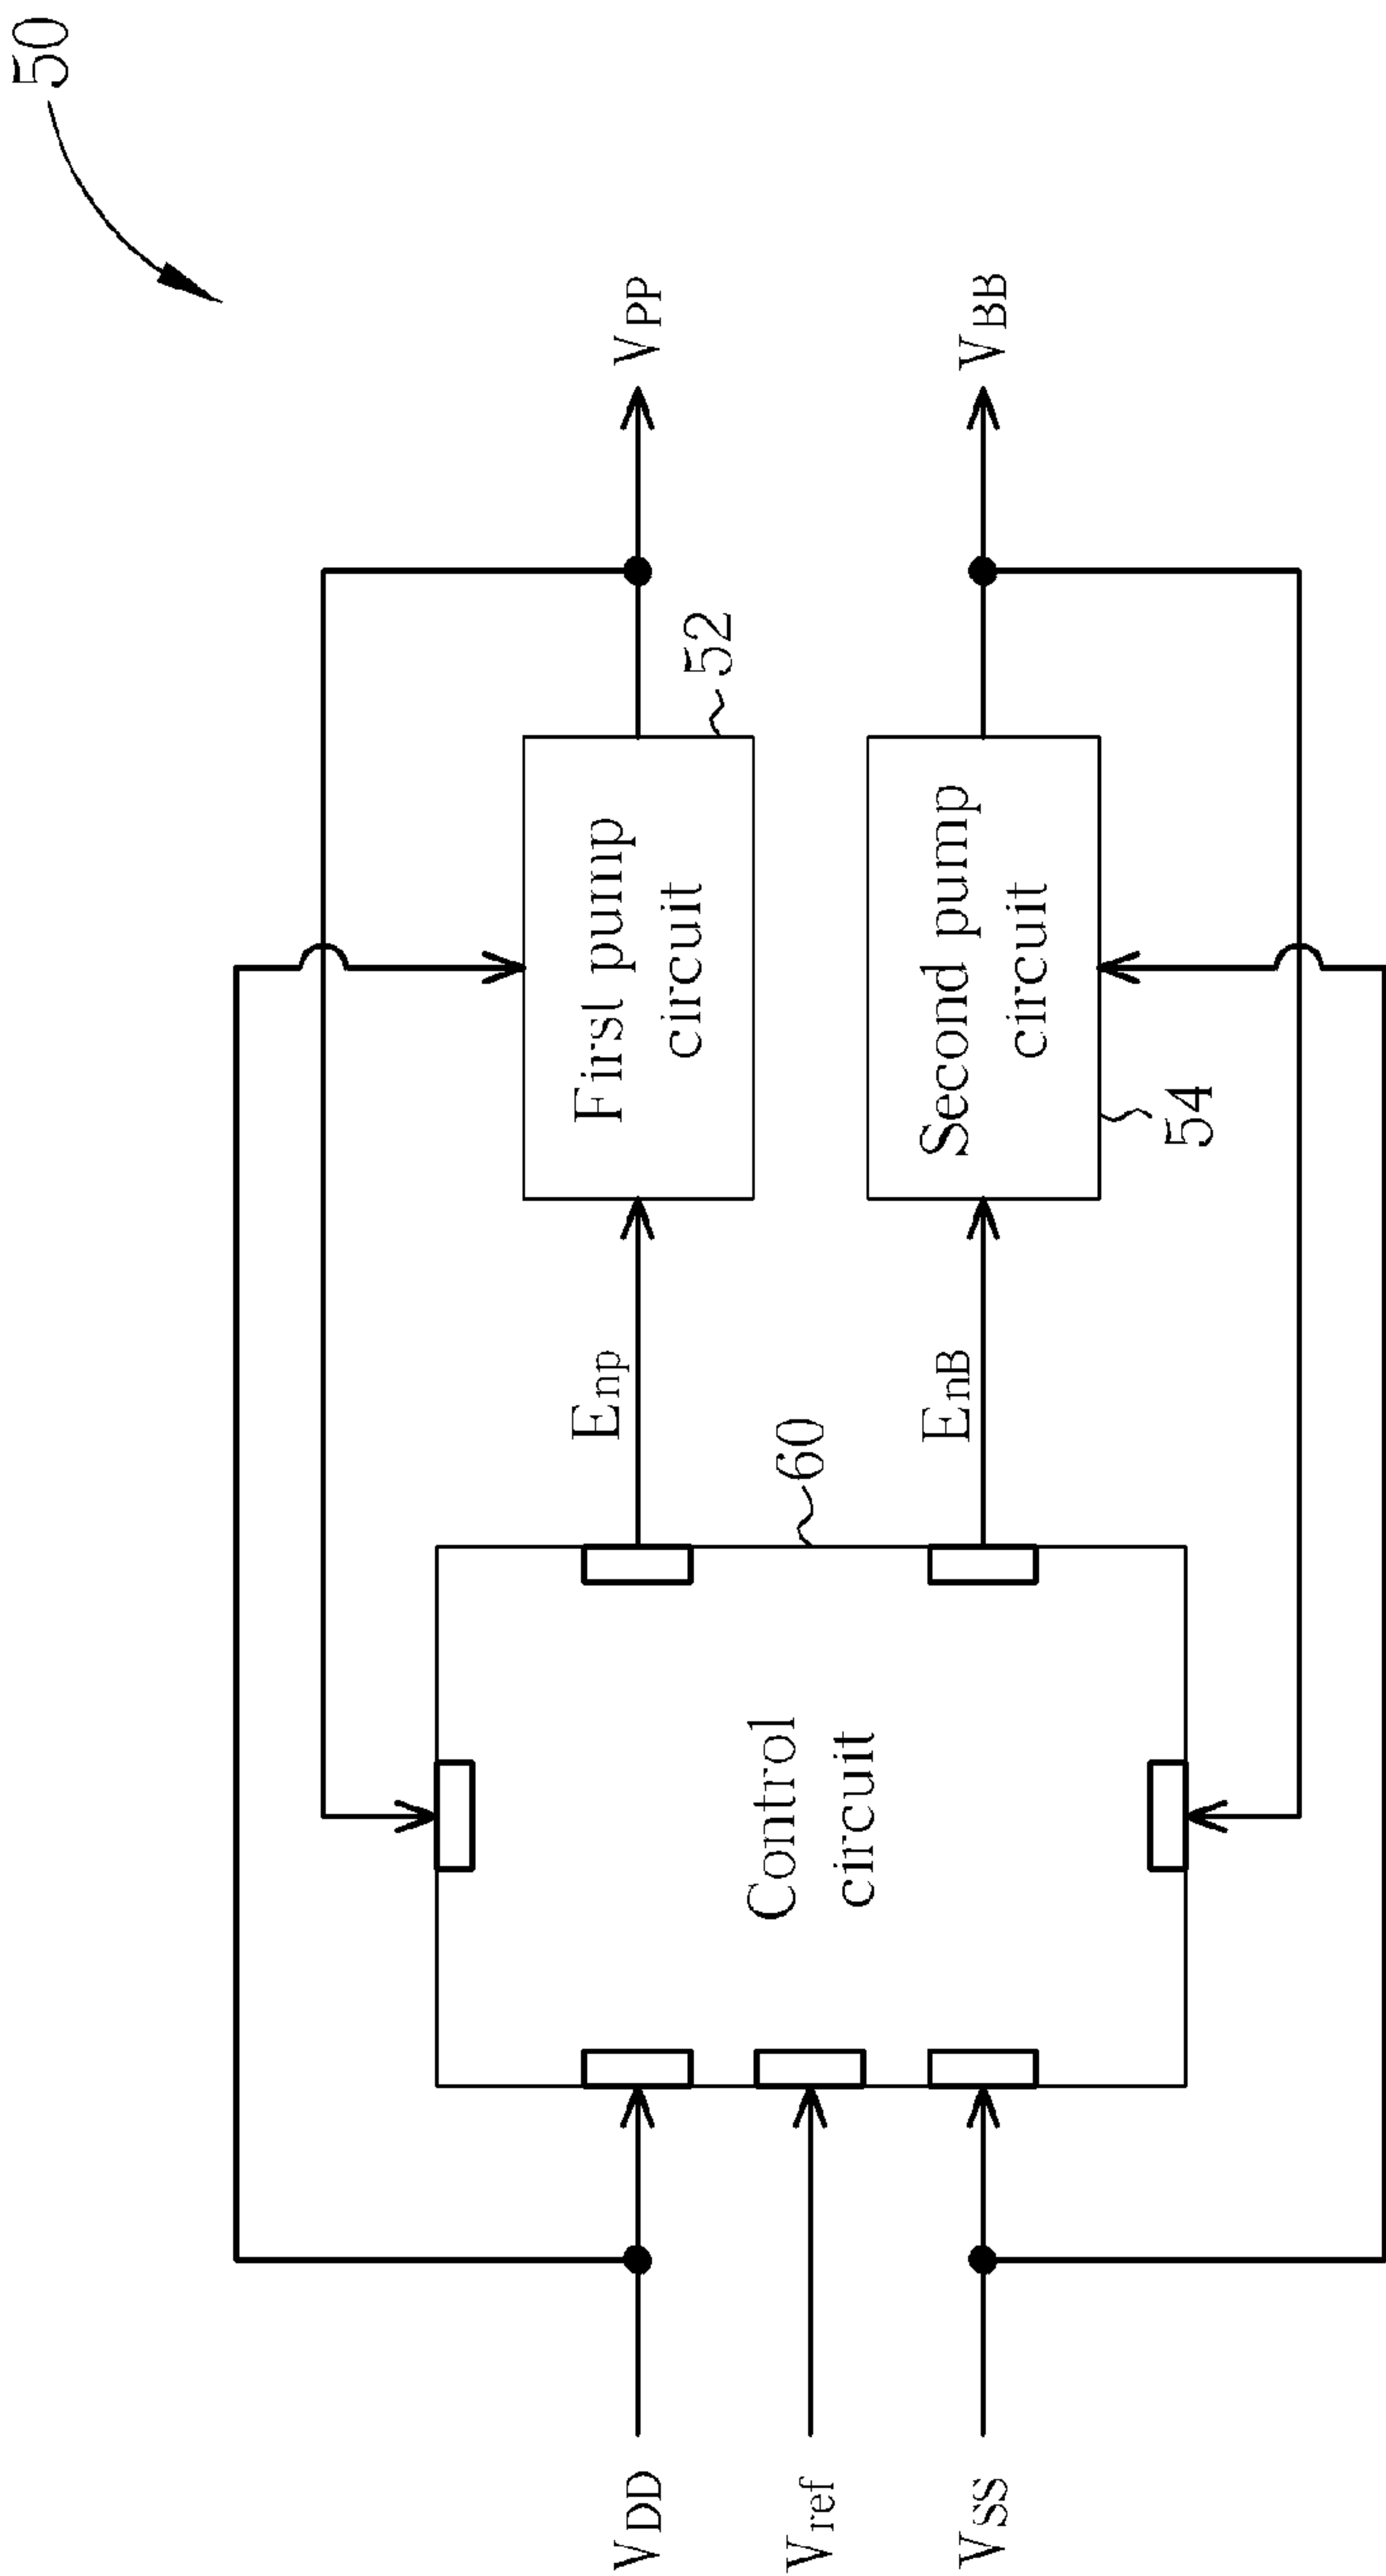 50
VDD
Vref
VSS
Control
circuit
60
Enp
EnB
First pump
circuit
52
Second pump
circuit
54
VPP
VBB